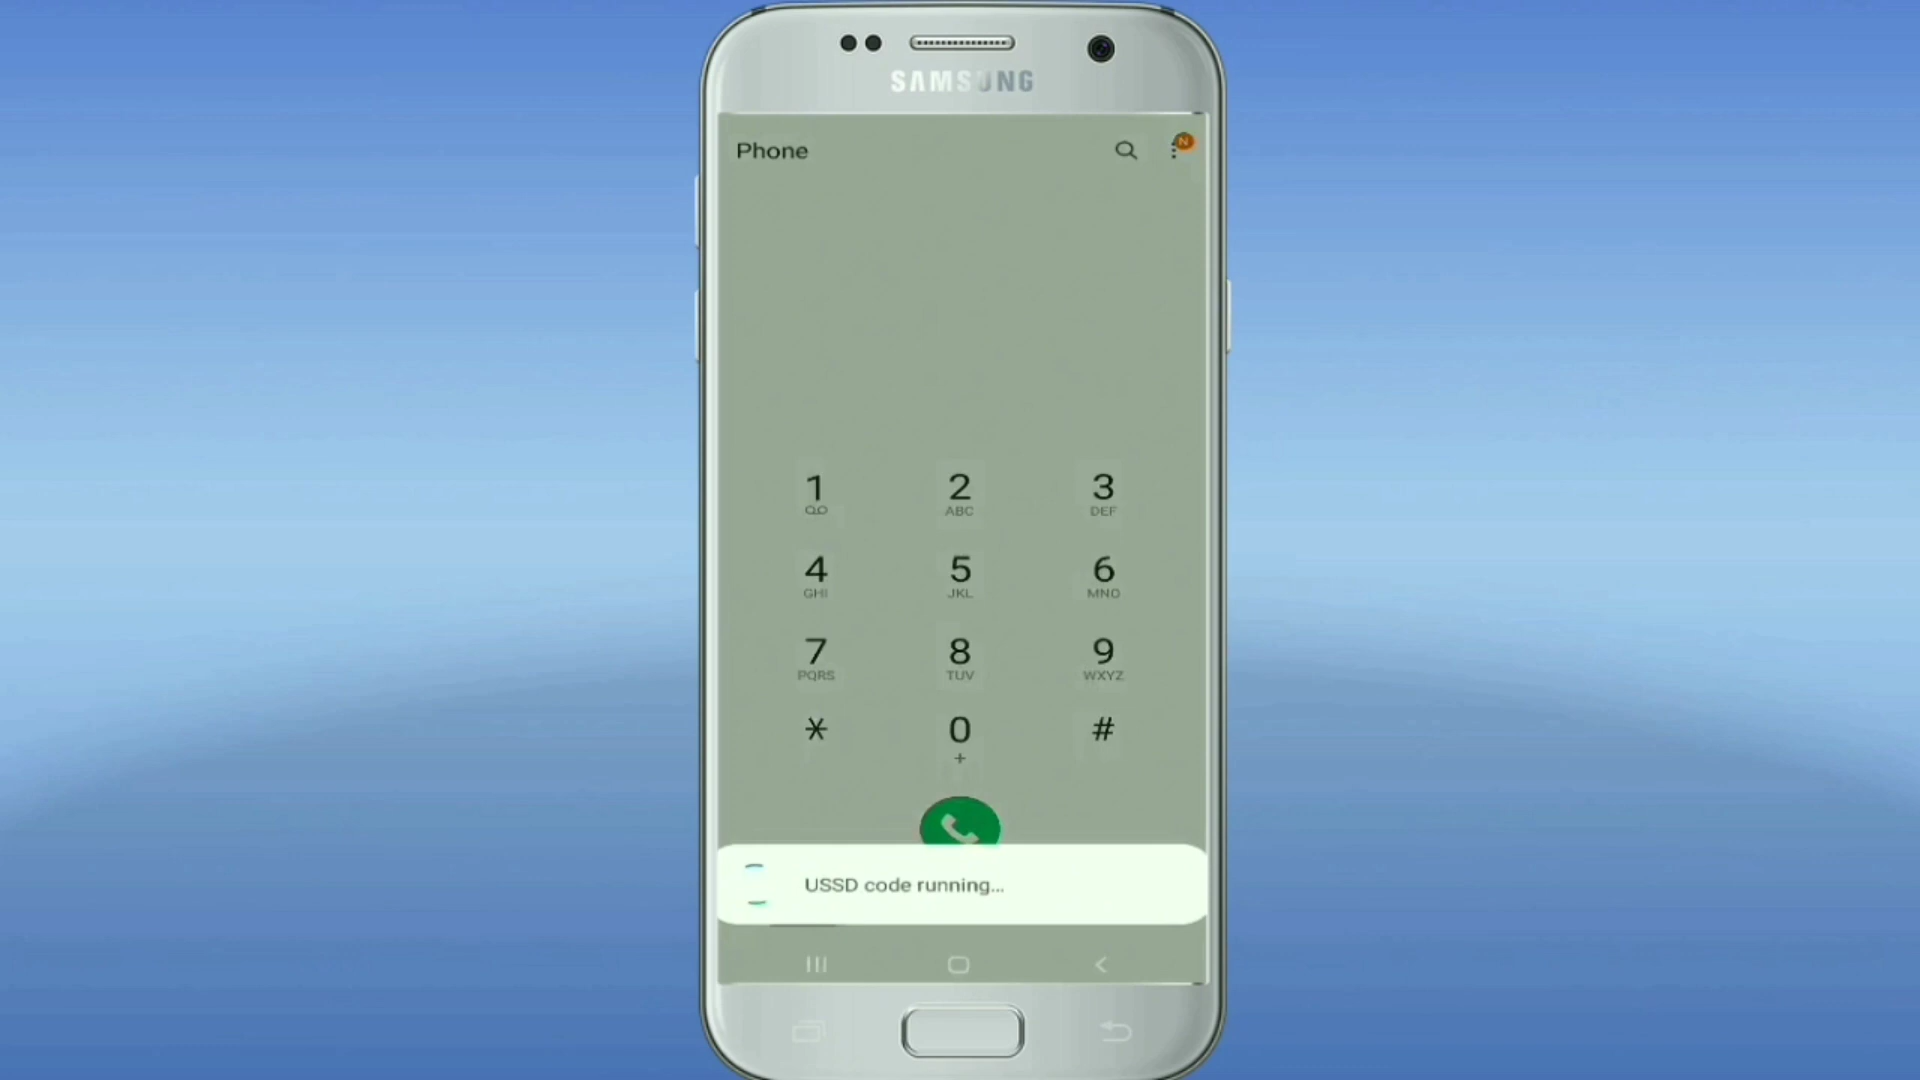 SAMSUNG
Phone
N
1
2
ABC
3
DEF
4
GHI
5
JKL
6
MNO
7
PQRS
8
TUV
9
WXYZ
*
0
+
#
USSD code running...